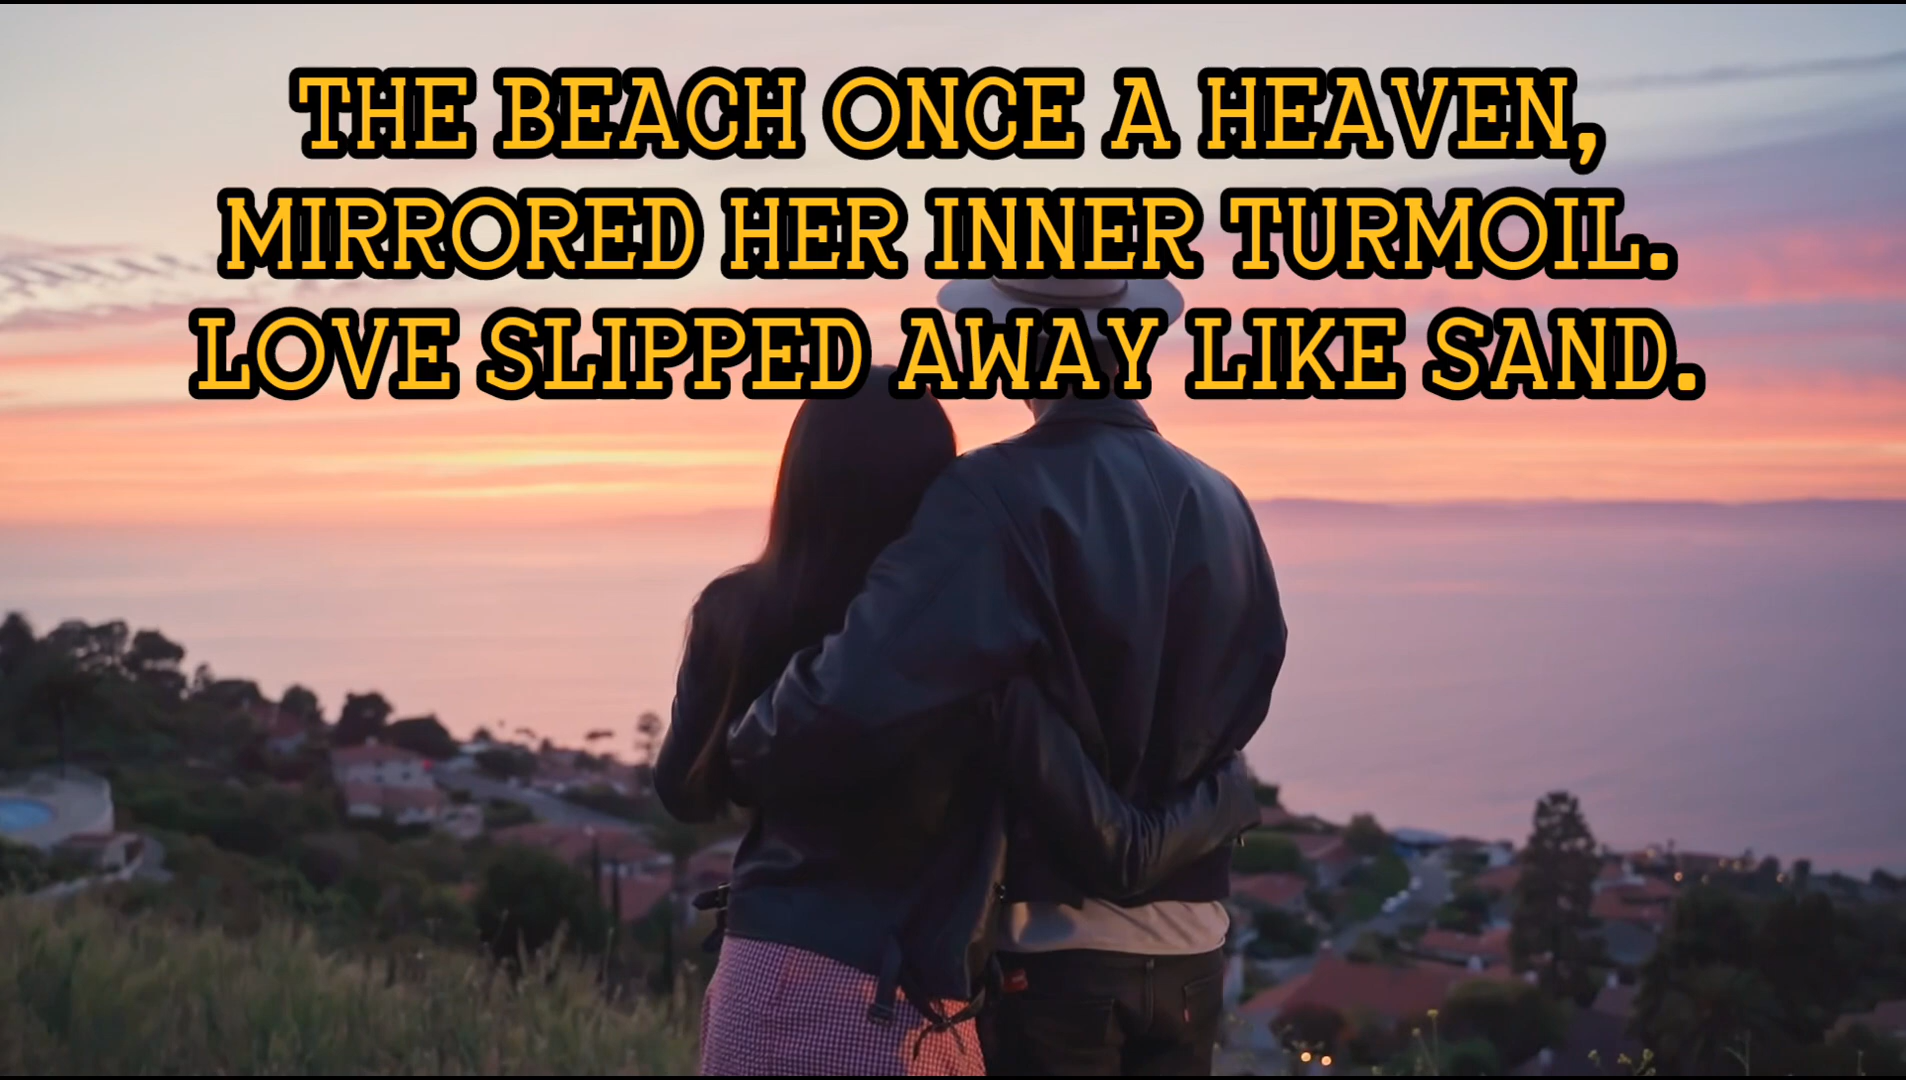 THE BEACH ONCE A HEAVEN,
MIRRORED HER INNER TURMOIL.
LOVE SLIPPED AWAY LIKE SAND.